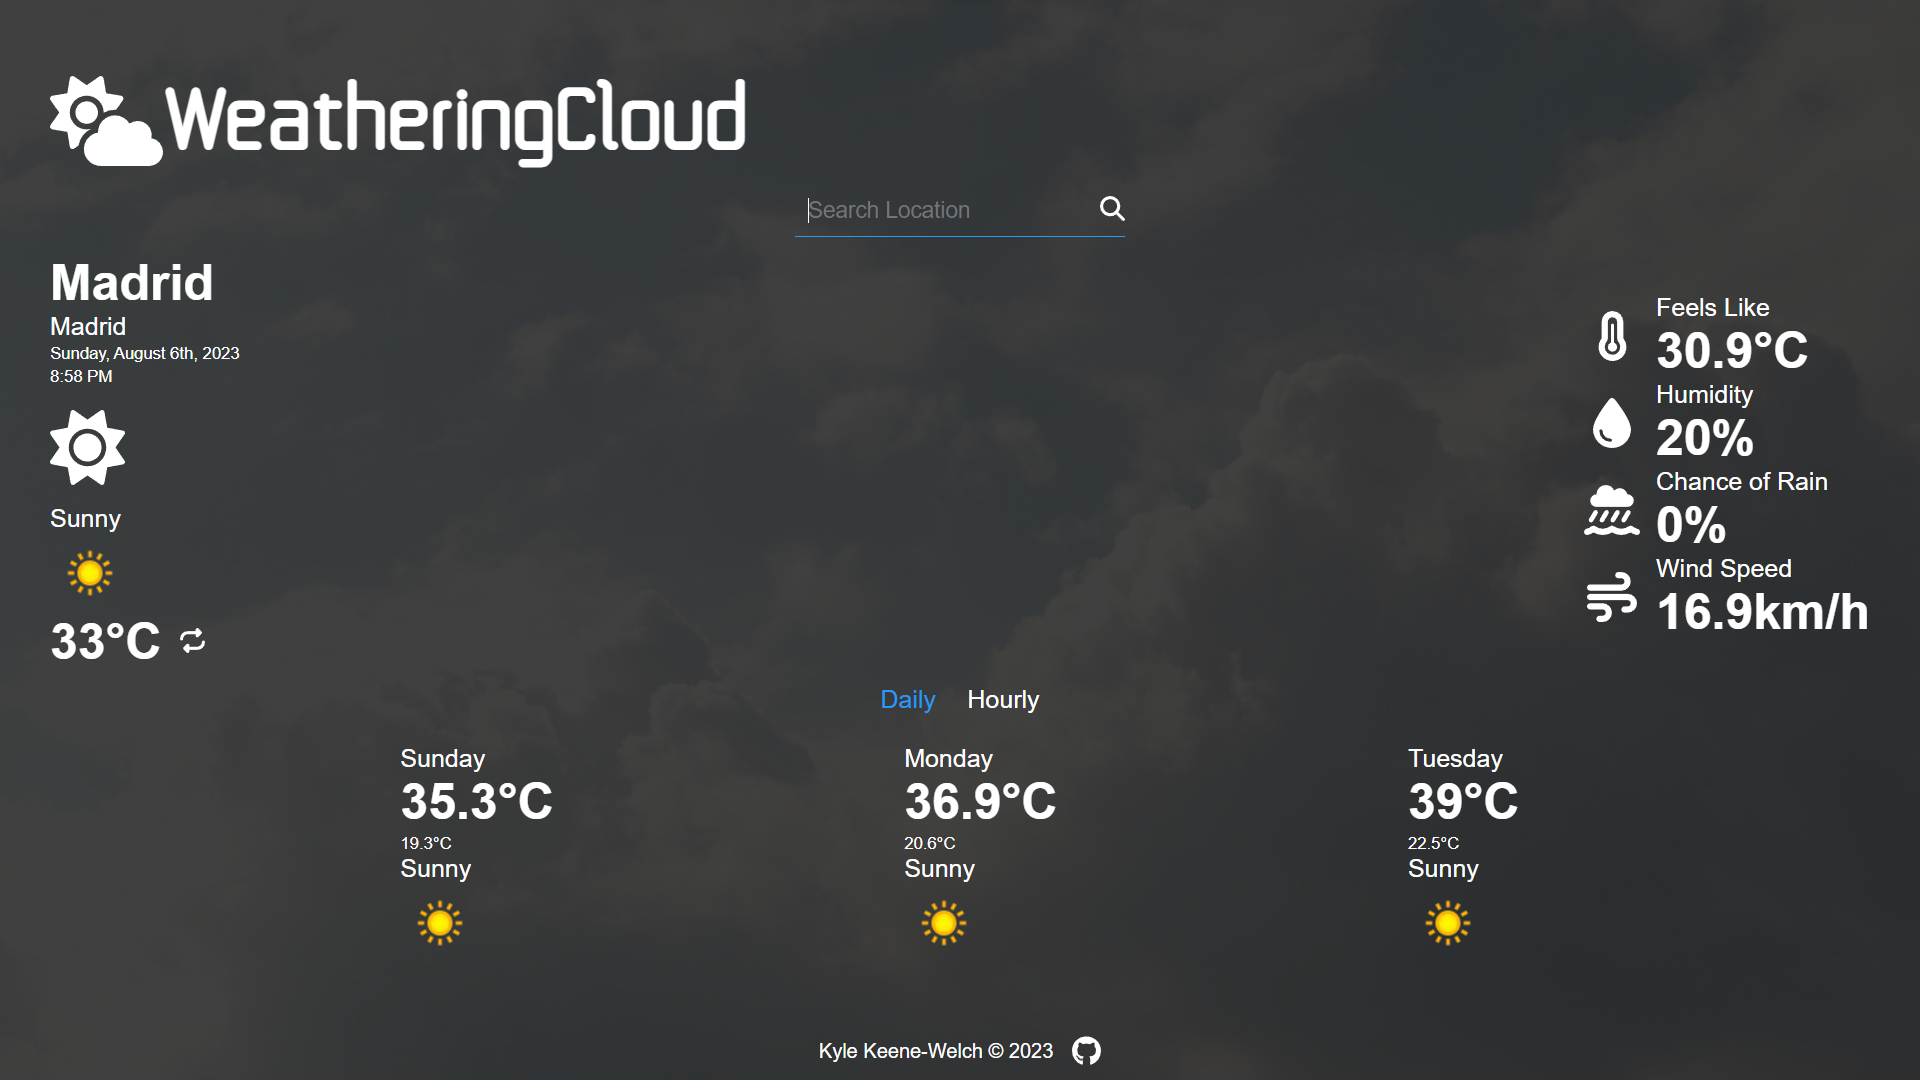 WeatheringCloud
Search Location
Madrid
Madrid
Sunday, August 6th, 2023
8:58 PM
Sunny
33°C
Feels Like
30.9°C
Humidity
20%
Chance of Rain
0%
Wind Speed
16.9km/h
Daily Hourly
Sunday
35.3°C
19.3°C
Sunny
Monday
36.9°C
20.6°C
Sunny
Tuesday
39°C
22.5°C
Sunny
Kyle Keene-Welch © 2023